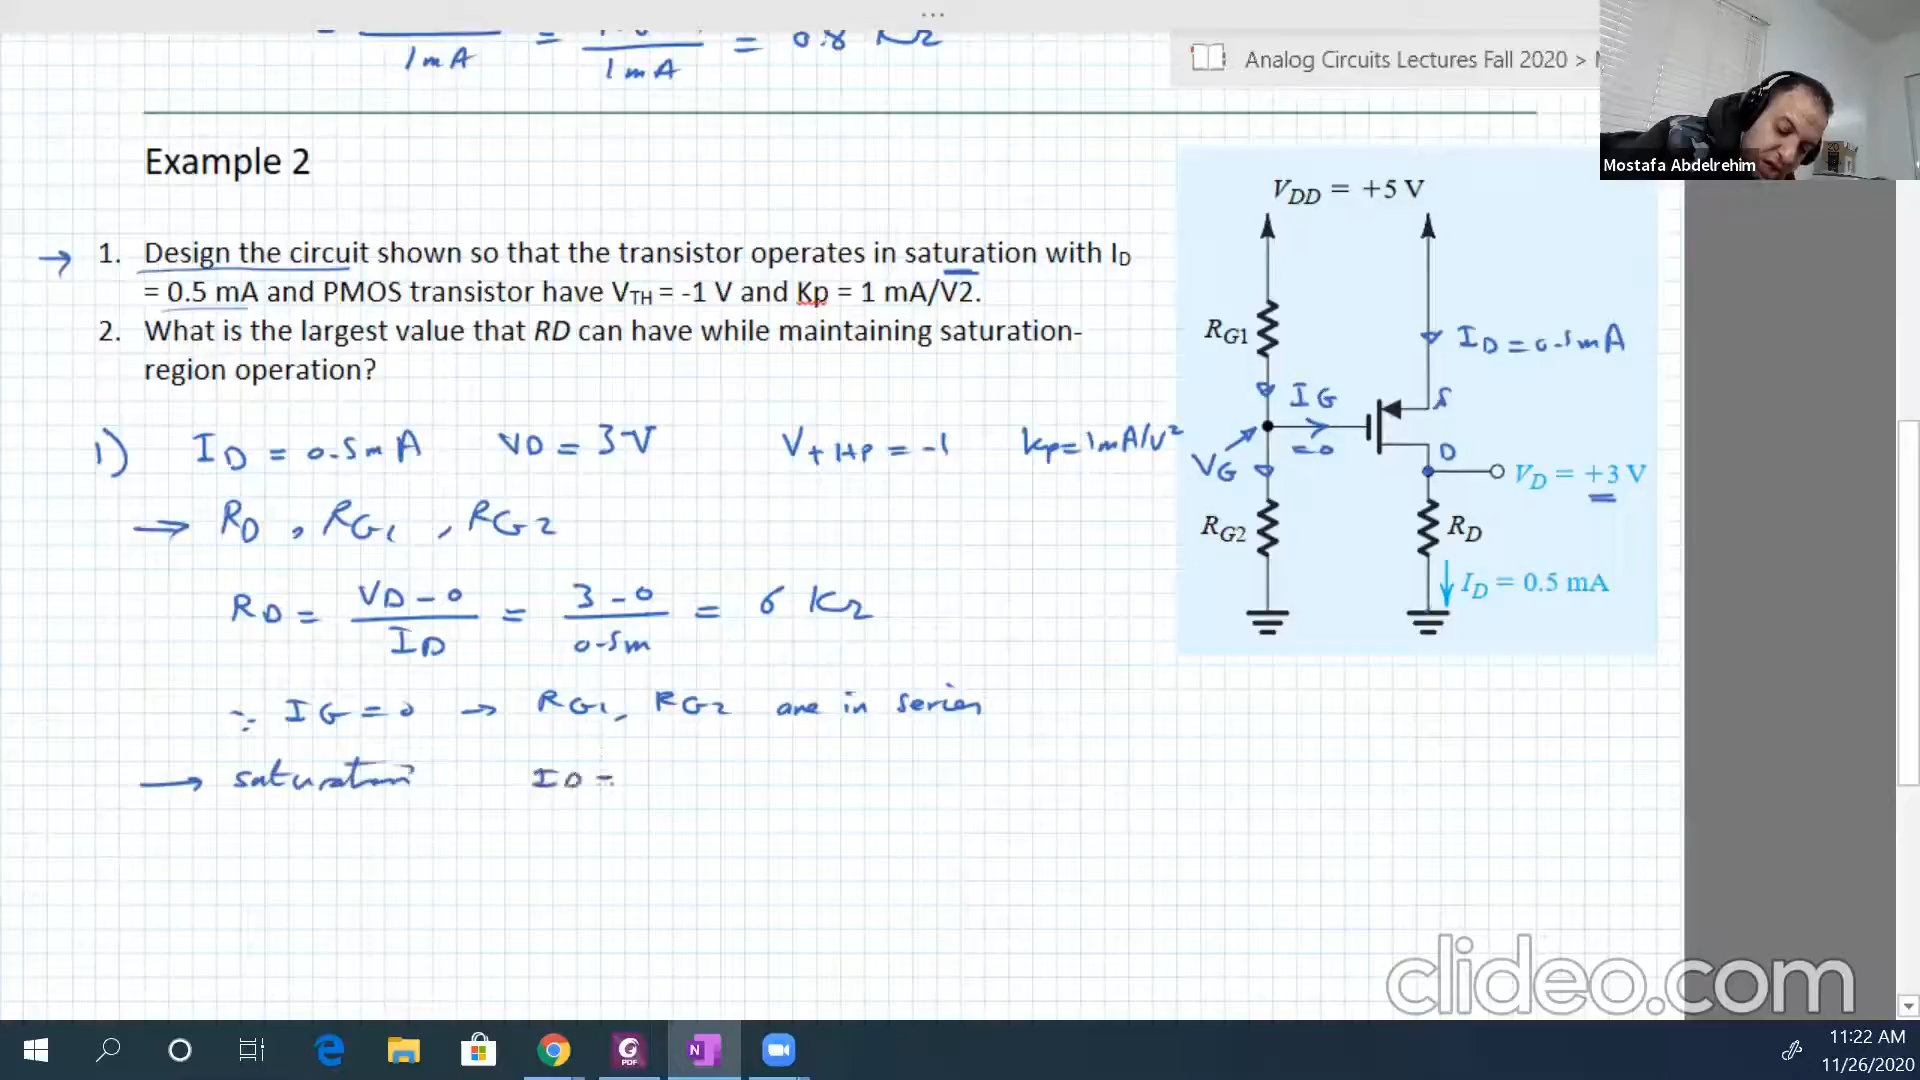 ...
1mA = 1mA = 0.8 KΩ
Analog Circuits Lectures Fall 2020 >
Mostafa Abdelrehim
Example 2
→ 1. Design the circuit shown so that the transistor operates in saturation with ID
= 0.5 mA and PMOS transistor have VTH = -1 V and Kp = 1 mA/V2.
2. What is the largest value that RD can have while maintaining saturation-
region operation?
1) ID = 0.5mA VD = 3V VtHP = -1 kp=1mA/V²
→ RD, RG1, RG2
RD = VD-0 / ID = 3-0 / 0.5m = 6 KΩ
∵ IG=0 → RG1, RG2 are in series
→ saturation ID =
VDD = +5 V
RG1
ID=0.5mA
IG
=0
S
VG
D
VD = +3 V
RG2
RD
ID = 0.5 mA
clideo.com
PDF
N
11:22 AM
11/26/2020